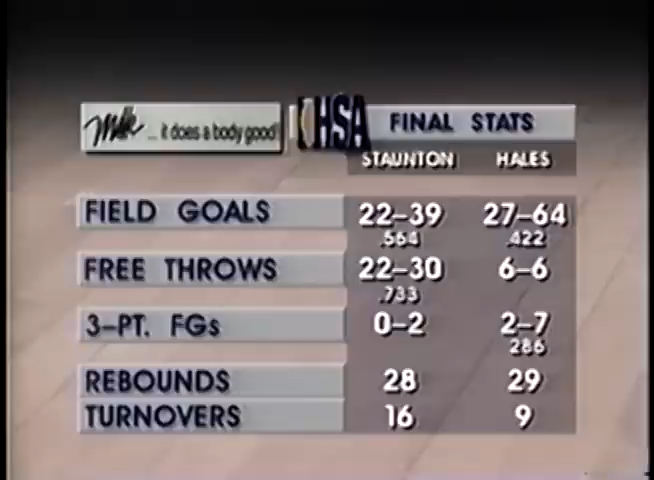 Milk ... it does a body good
IHSA FINAL STATS
STAUNTON HALES
FIELD GOALS 22-39 27-64
.564 .422
FREE THROWS 22-30 6-6
.733
3-PT. FGs 0-2 2-7
.286
REBOUNDS 28 29
TURNOVERS 16 9